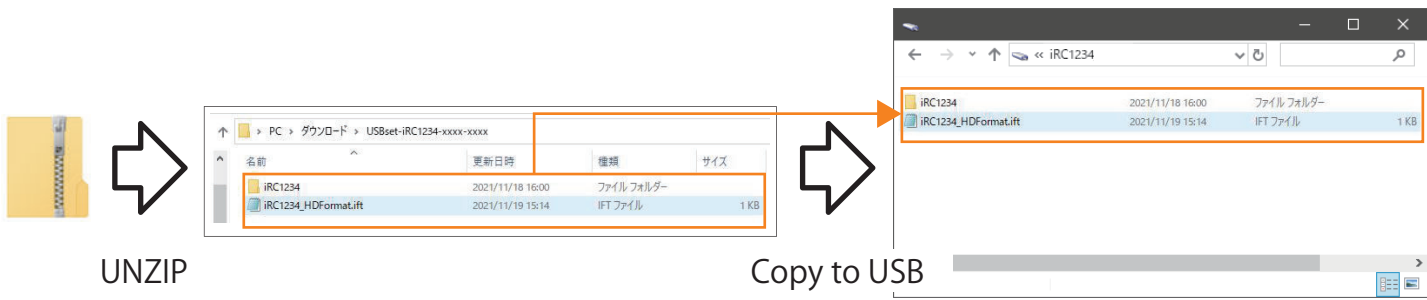 « iRC1234
iRC1234 2021/11/18 16:00 ファイル フォルダー
iRC1234_HDFormat.ift 2021/11/19 15:14 IFT ファイル 1 KB
› PC › ダウンロード › USBset-iRC1234-xxxx-xxxx
名前 更新日時 種類 サイズ
iRC1234 2021/11/18 16:00 ファイル フォルダー
iRC1234_HDFormat.ift 2021/11/19 15:14 IFT ファイル 1 KB
UNZIP
Copy to USB